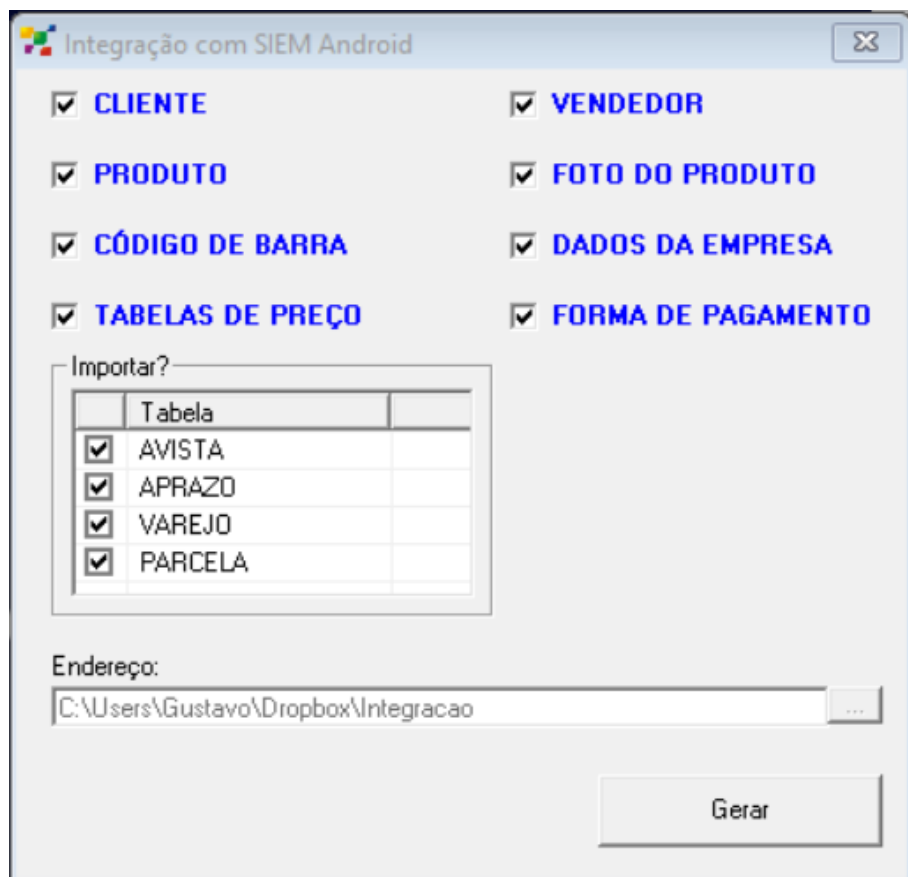 Integração com SIEM Android
CLIENTE
VENDEDOR
PRODUTO
FOTO DO PRODUTO
CÓDIGO DE BARRA
DADOS DA EMPRESA
TABELAS DE PREÇO
FORMA DE PAGAMENTO
Importar?
Tabela
AVISTA
APRAZO
VAREJO
PARCELA
Endereço:
C:\Users\Gustavo\Dropbox\Integracao
...
Gerar